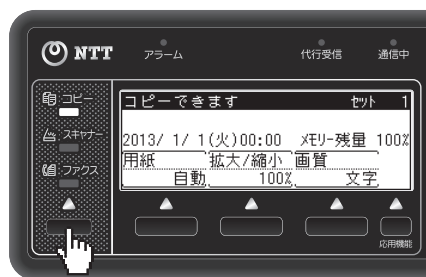 NTT
アラーム 代行受信 通信中
コピー
スキャナー
ファクス
コピーできます ｾｯﾄ 1
2013/ 1/ 1(火)00:00 ﾒﾓﾘｰ残量 100%
用紙 拡大/縮小 画質
自動 100% 文字
応用機能